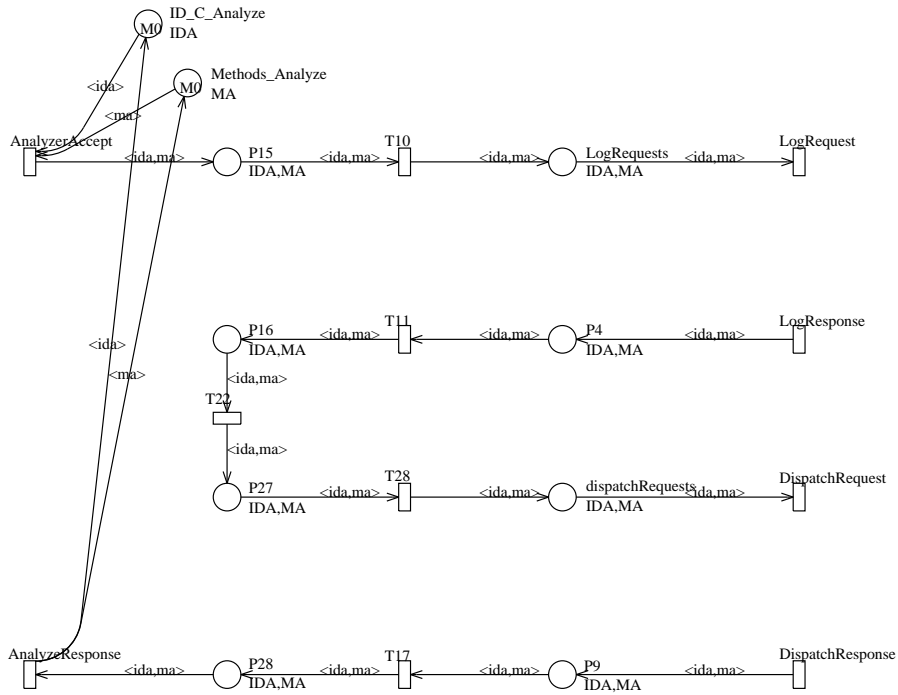 ID_C_Analyze
M0
IDA
Methods_Analyze
<ida>
M0
MA
<ma>
AnalyzerAccept
T10
LogRequest
<ida,ma>
P15
<ida,ma>
<ida,ma>
LogRequests
<ida,ma>
IDA,MA
IDA,MA
P16
T11
P4
LogResponse
<ida,ma>
<ida,ma>
<ida,ma>
<ida>
IDA,MA
IDA,MA
<ma>
<ida,ma>
T22
<ida,ma>
T28
DispatchRequest
P27
<ida,ma>
<ida,ma>
dispatchRequests
<ida,ma>
IDA,MA
IDA,MA
AnalyzeResponse
T17
DispatchResponse
<ida,ma>
P28
<ida,ma>
<ida,ma>
P9
<ida,ma>
IDA,MA
IDA,MA